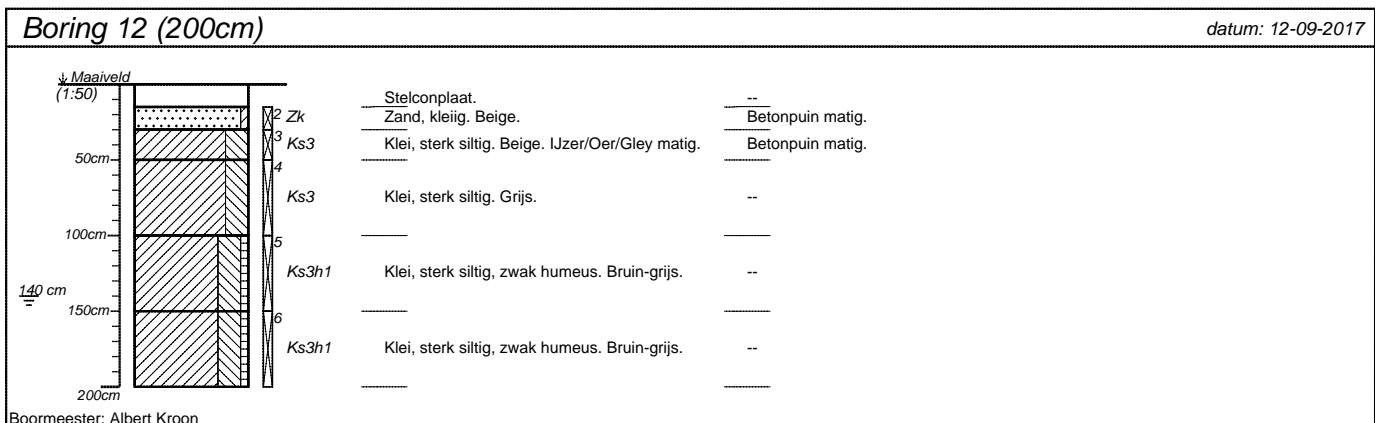 Boring 12 (200cm) datum: 12-09-2017
Maaiveld
(1:50) Stelconplaat. --
2 Zk Zand, kleiig. Beige. Betonpuin matig.
3 Ks3 Klei, sterk siltig. Beige. IJzer/Oer/Gley matig. Betonpuin matig.
50cm
4
Ks3 Klei, sterk siltig. Grijs. --
100cm
5
Ks3h1 Klei, sterk siltig, zwak humeus. Bruin-grijs. --
140 cm
150cm
6
Ks3h1 Klei, sterk siltig, zwak humeus. Bruin-grijs. --
200cm
Boormeester: Albert Kroon